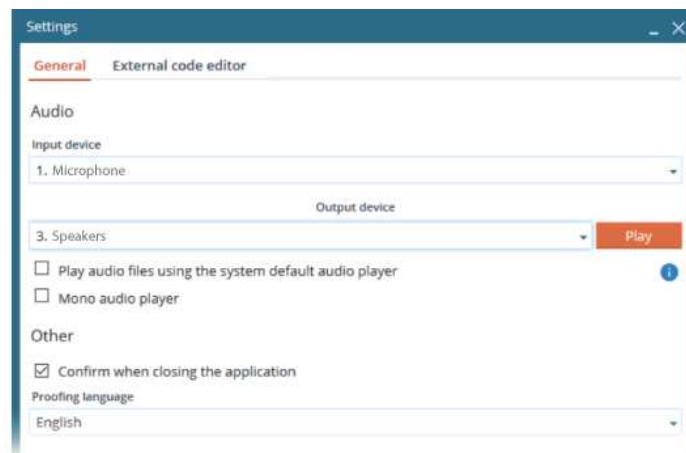 Settings
General External code editor
Audio
Input device
1. Microphone
Output device
3. Speakers Play
Play audio files using the system default audio player
Mono audio player
Other
Confirm when closing the application
Proofing language
English